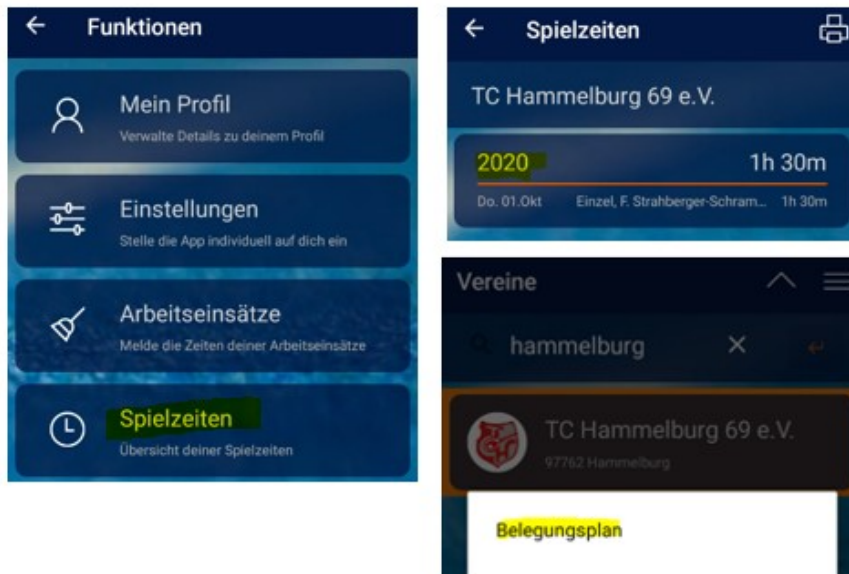 Funktionen
Mein Profil
Verwalte Details zu deinem Profil
Einstellungen
Stelle die App individuell auf dich ein
Arbeitseinsätze
Melde die Zeiten deiner Arbeitseinsätze
Spielzeiten
Übersicht deiner Spielzeiten
Spielzeiten
TC Hammelburg 69 e.V.
2020 1h 30m
Do. 01.Okt Einzel, F. Strahberger-Schram... 1h 30m
Vereine
hammelburg
TC Hammelburg 69 e.V.
97762 Hammelburg
Belegungsplan